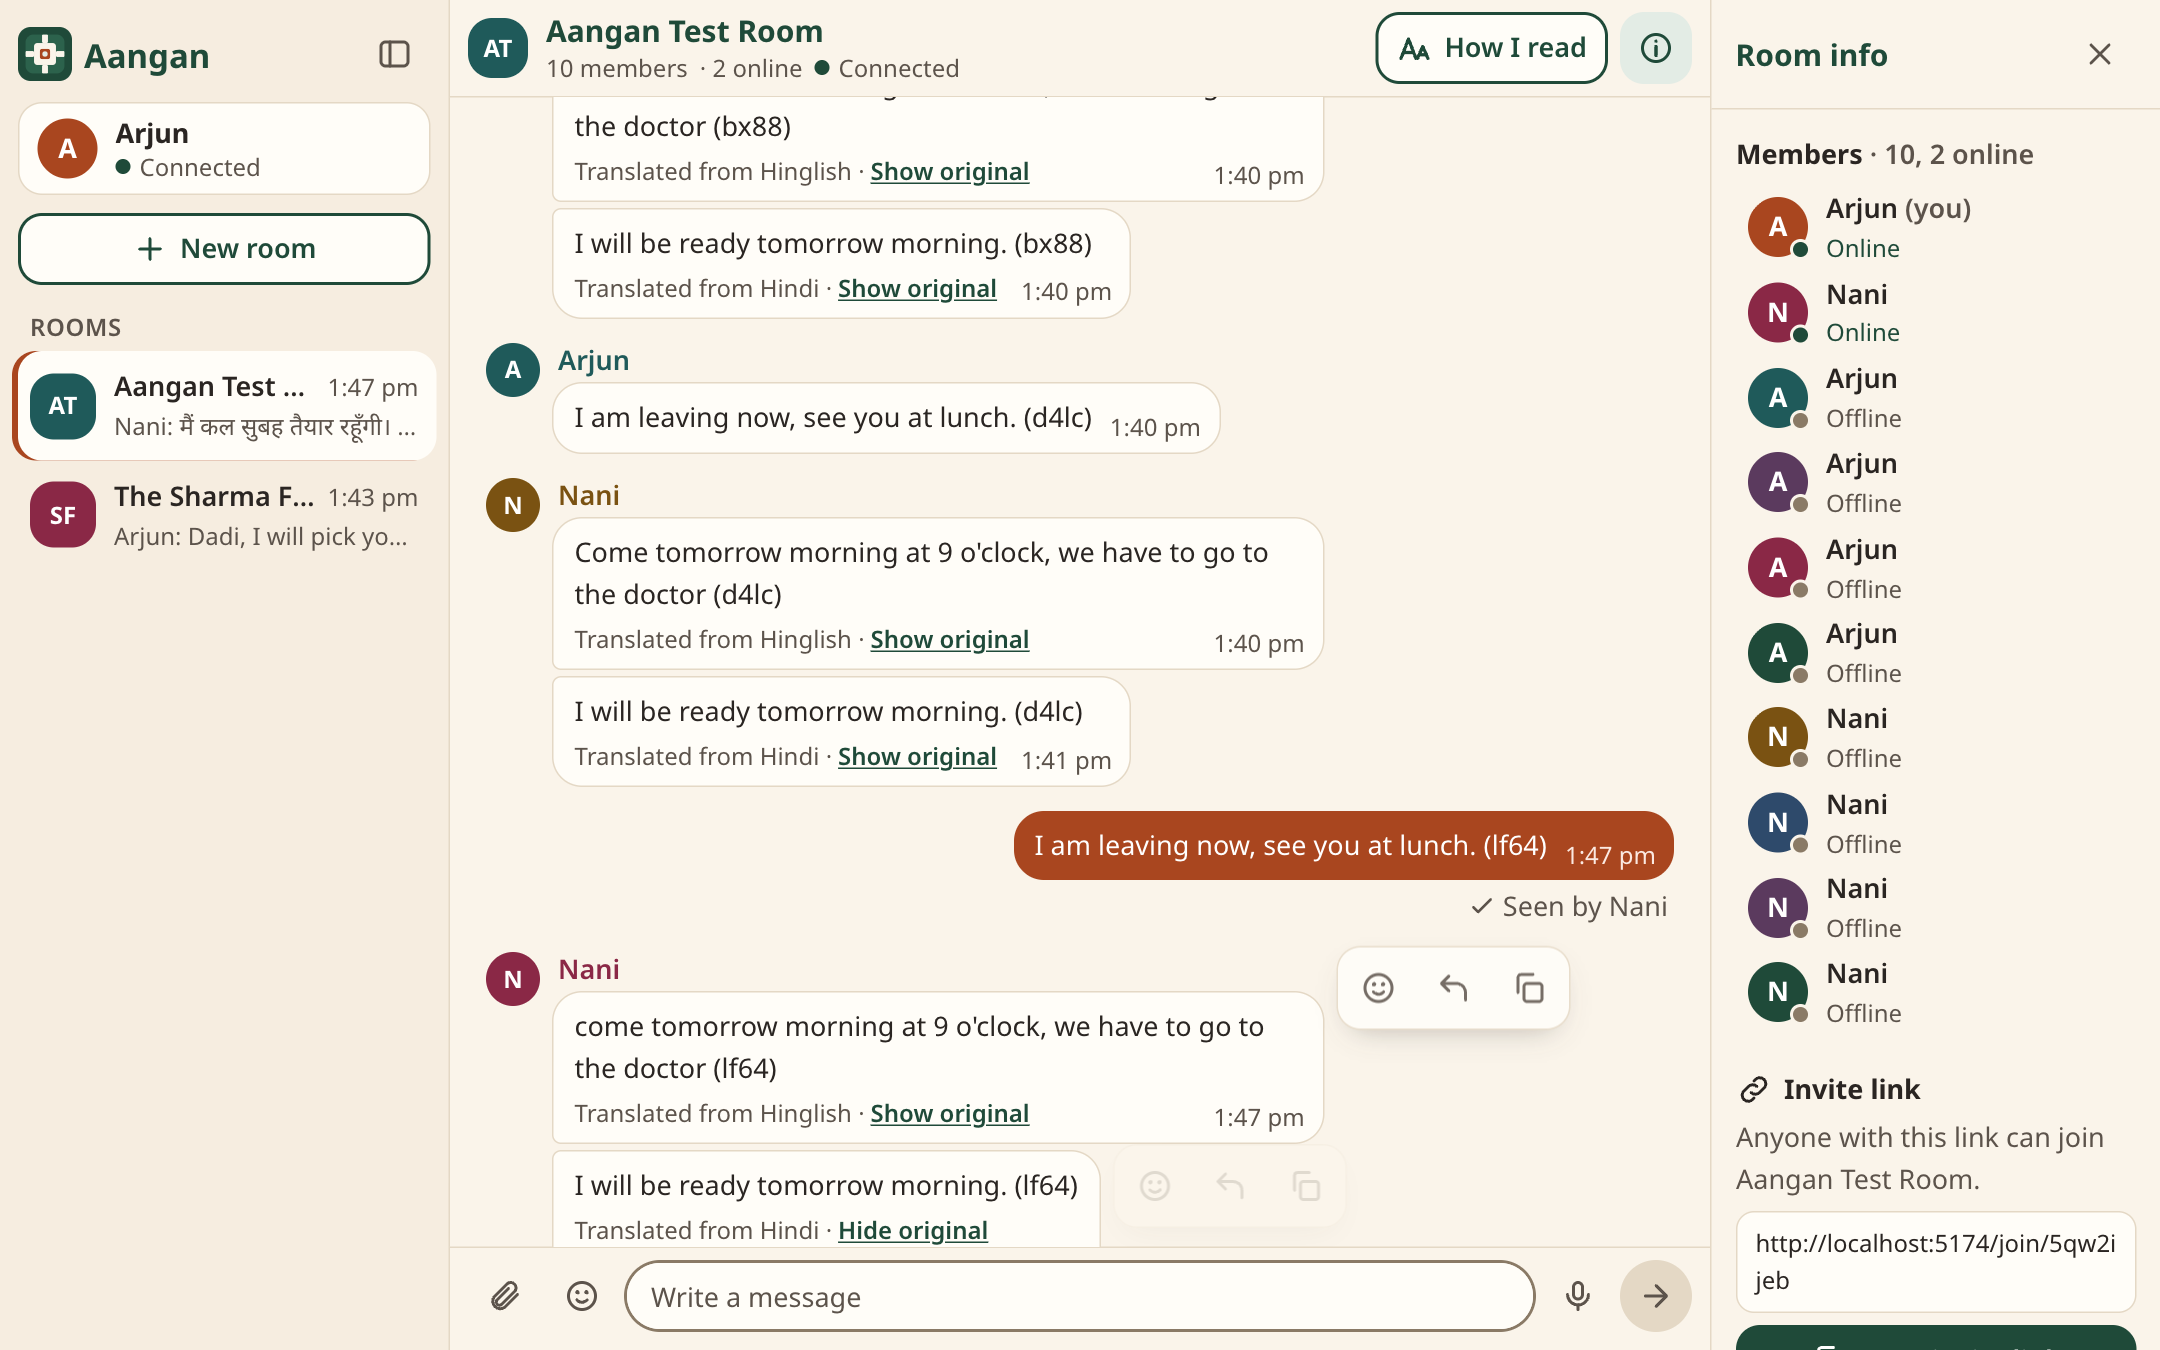 Aangan
A
Arjun
Connected
New room
ROOMS
AT
Aangan Test ...
1:47 pm
Nani: मैं कल सुबह तैयार रहूँगी। ...
SF
The Sharma F...
1:43 pm
Arjun: Dadi, I will pick yo...
AT
Aangan Test Room
10 members · 2 online Connected
How I read
the doctor (bx88)
Translated from Hinglish · Show original 1:40 pm
I will be ready tomorrow morning. (bx88)
Translated from Hindi · Show original 1:40 pm
A
Arjun
I am leaving now, see you at lunch. (d4lc) 1:40 pm
N
Nani
Come tomorrow morning at 9 o'clock, we have to go to
the doctor (d4lc)
Translated from Hinglish · Show original 1:40 pm
I will be ready tomorrow morning. (d4lc)
Translated from Hindi · Show original 1:41 pm
I am leaving now, see you at lunch. (lf64) 1:47 pm
Seen by Nani
N
Nani
come tomorrow morning at 9 o'clock, we have to go to
the doctor (lf64)
Translated from Hinglish · Show original 1:47 pm
I will be ready tomorrow morning. (lf64)
Translated from Hindi · Hide original
Write a message
Room info
Members · 10, 2 online
A
Arjun (you)
Online
N
Nani
Online
A
Arjun
Offline
A
Arjun
Offline
A
Arjun
Offline
A
Arjun
Offline
N
Nani
Offline
N
Nani
Offline
N
Nani
Offline
N
Nani
Offline
Invite link
Anyone with this link can join
Aangan Test Room.
http://localhost:5174/join/5qw2i
jeb